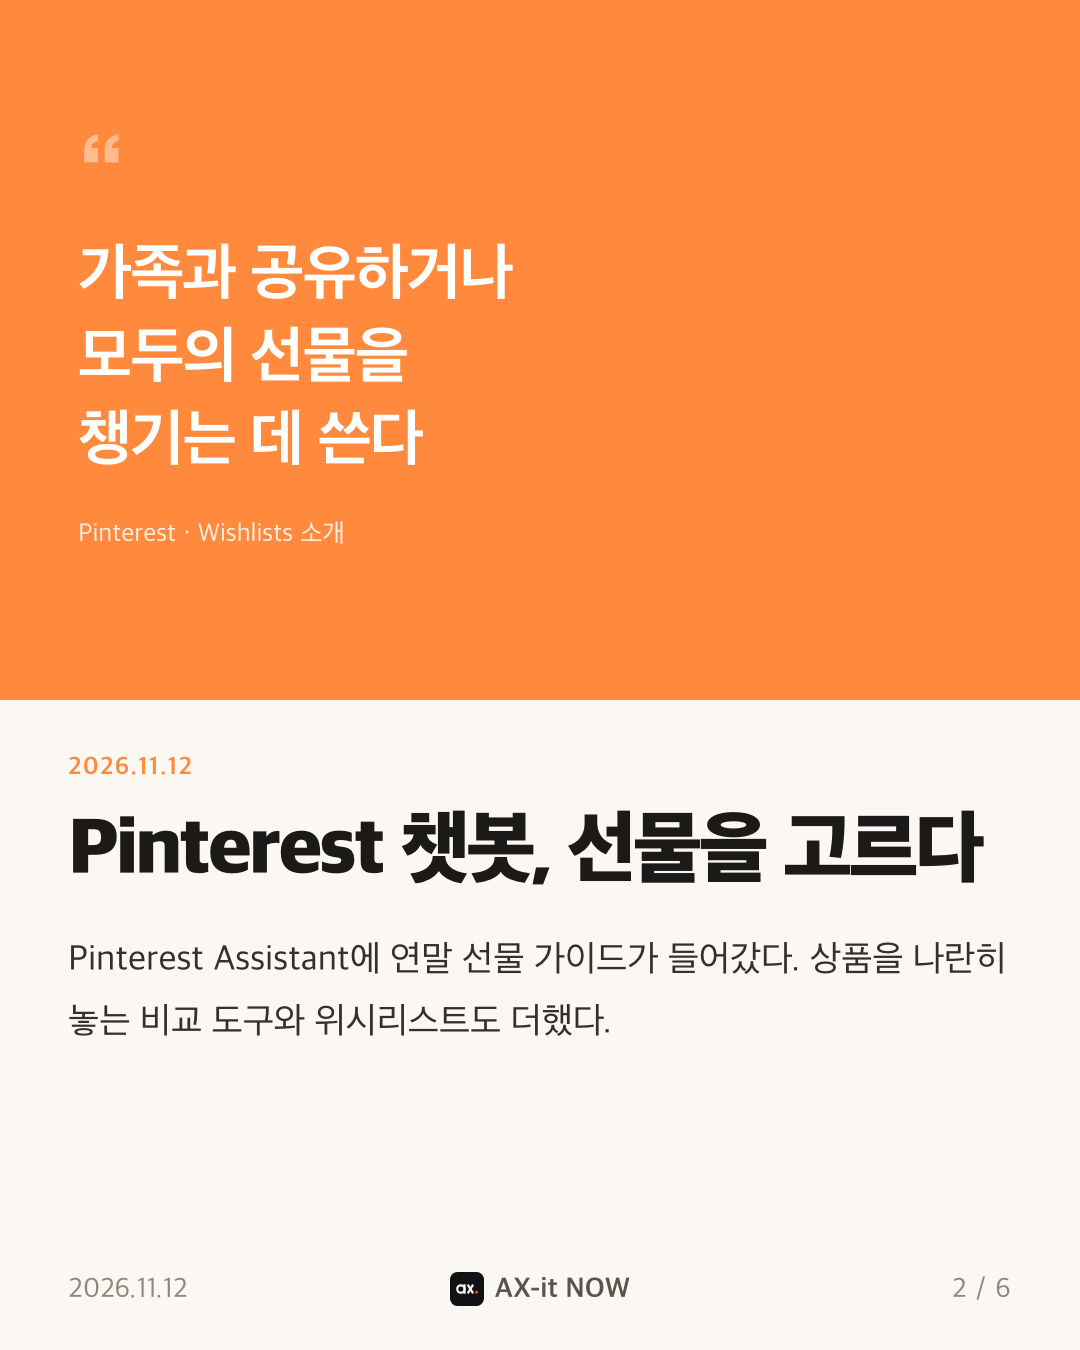 “
가족과 공유하거나
모두의 선물을
챙기는 데 쓴다
Pinterest · Wishlists 소개
2026.11.12
Pinterest 챗봇, 선물을 고르다
Pinterest Assistant에 연말 선물 가이드가 들어갔다. 상품을 나란히
놓는 비교 도구와 위시리스트도 더했다.
2026.11.12
ax.
AX-it NOW
2 / 6